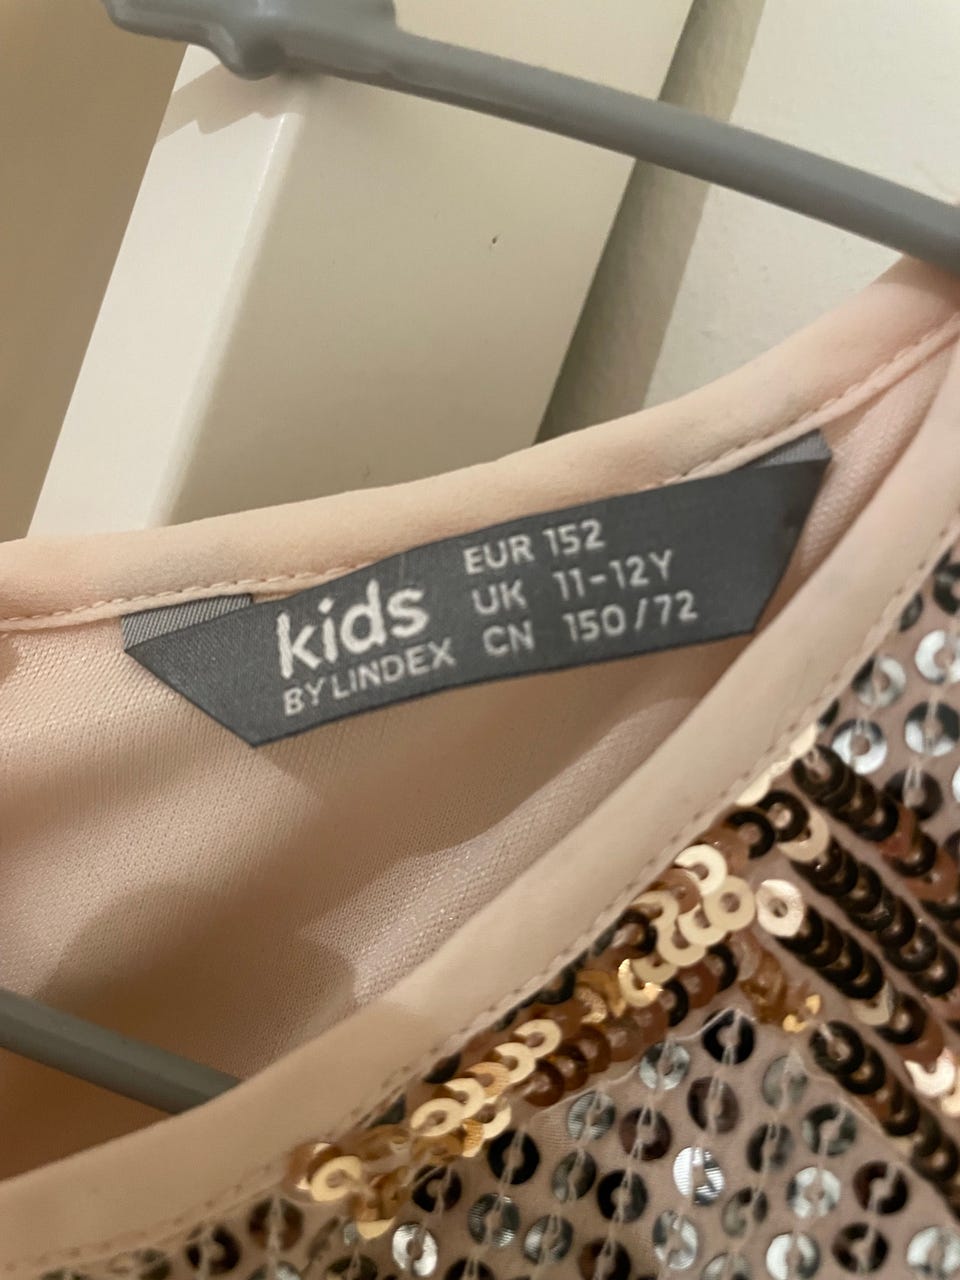 kids
BY LINDEX
EUR 152
UK 11-12Y
CN 150/72